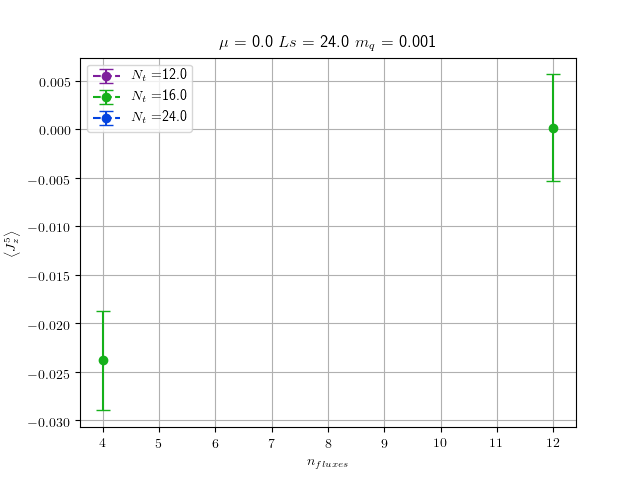 μ = 0.0 Ls = 24.0 m_q = 0.001
N_t =12.0
N_t =16.0
N_t =24.0
0.005
0.000
−0.005
−0.010
−0.015
−0.020
−0.025
−0.030
⟨J_z^5⟩
4 5 6 7 8 9 10 11 12
n_{fluxes}